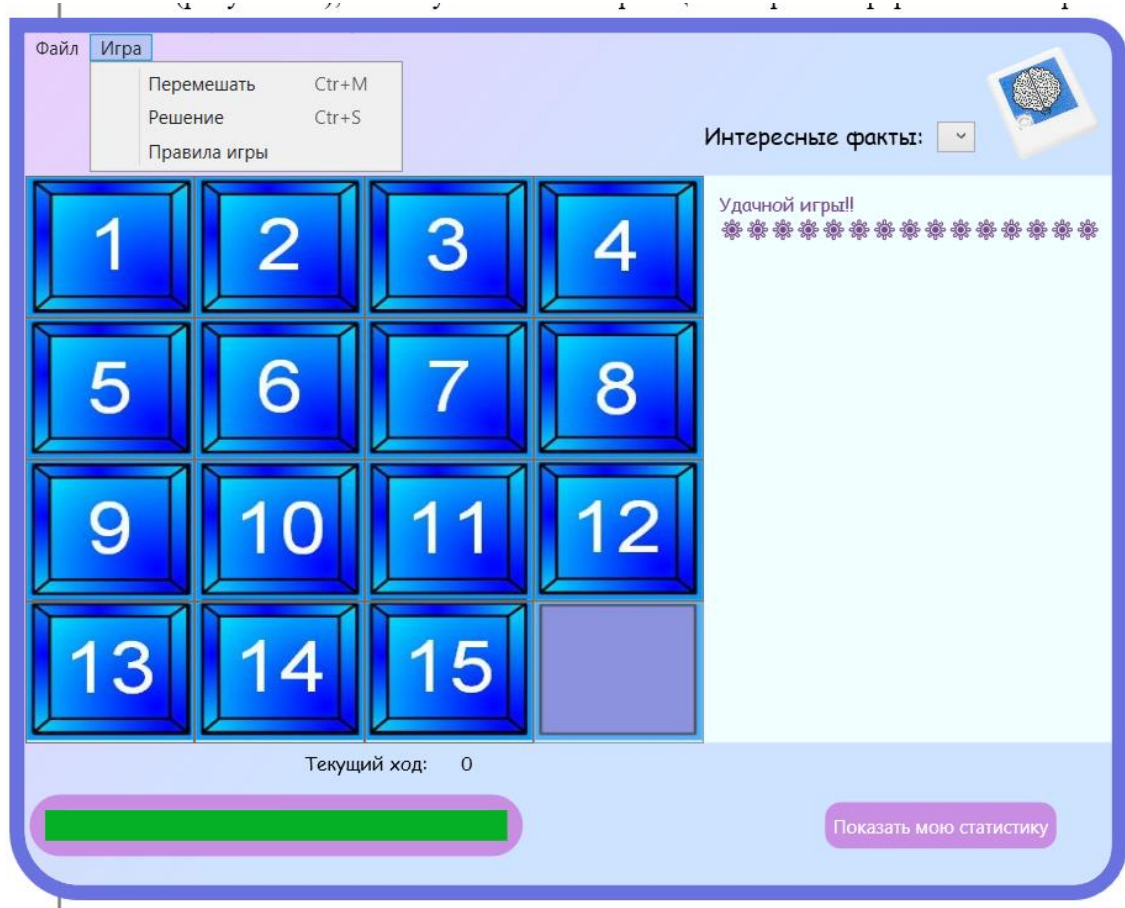 Файл Игра
Перемешать Ctr+M
Решение Ctr+S
Правила игры
Интересные факты:
Удачной игры!!
1 2 3 4
5 6 7 8
9 10 11 12
13 14 15
Текущий ход: 0
Показать мою статистику